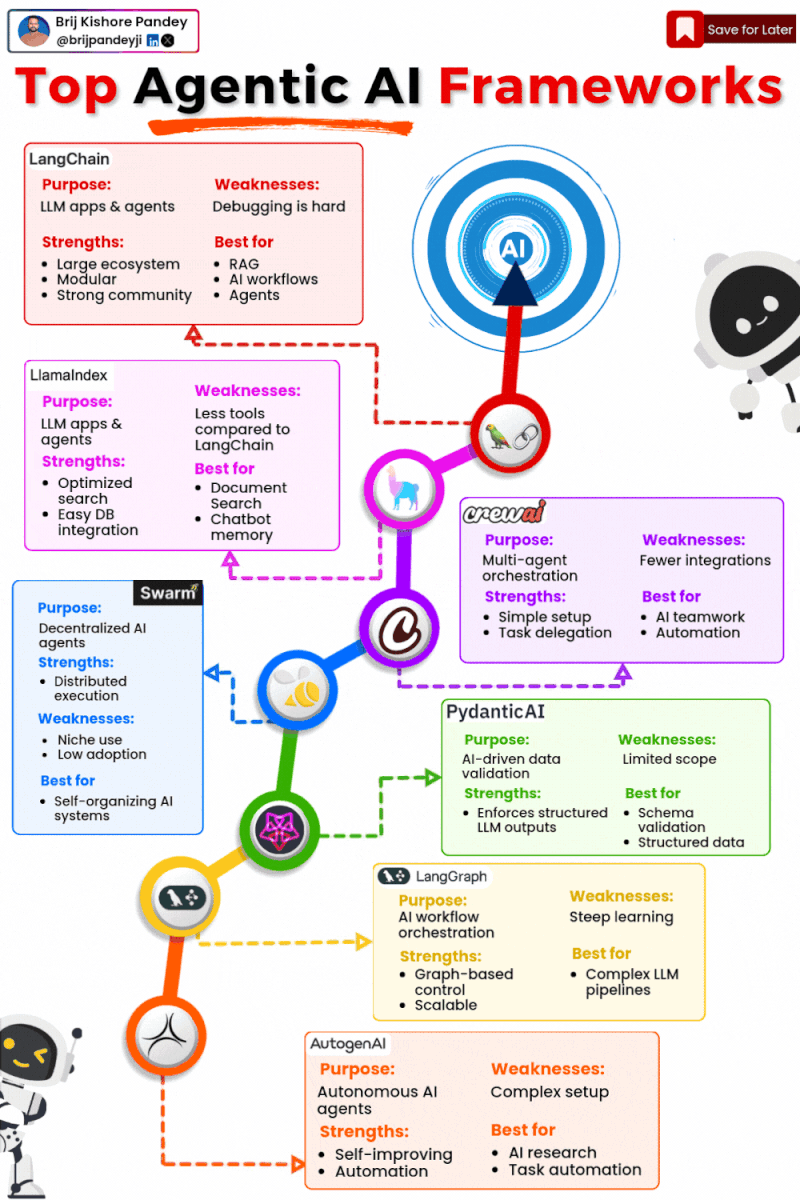 Brij Kishore Pandey
@brijpandeyji in X
Save for Later
Top Agentic AI Frameworks
LangChain
Purpose:
LLM apps & agents
Strengths:
• Large ecosystem
• Modular
• Strong community
Weaknesses:
Debugging is hard
Best for
• RAG
• AI workflows
• Agents
AI
LlamaIndex
Purpose:
LLM apps &
agents
Strengths:
• Optimized
search
• Easy DB
integration
Weaknesses:
Less tools
compared to
LangChain
Best for
• Document
Search
• Chatbot
memory
crewai
Purpose:
Multi-agent
orchestration
Strengths:
• Simple setup
• Task delegation
Weaknesses:
Fewer integrations
Best for
• AI teamwork
• Automation
Swarm
Purpose:
Decentralized AI
agents
Strengths:
• Distributed
execution
Weaknesses:
• Niche use
• Low adoption
Best for
• Self-organizing AI
systems
PydanticAI
Purpose:
AI-driven data
validation
Strengths:
• Enforces structured
LLM outputs
Weaknesses:
Limited scope
Best for
• Schema
validation
• Structured data
LangGraph
Purpose:
AI workflow
orchestration
Strengths:
• Graph-based
control
• Scalable
Weaknesses:
Steep learning
Best for
• Complex LLM
pipelines
AutogenAI
Purpose:
Autonomous AI
agents
Strengths:
• Self-improving
• Automation
Weaknesses:
Complex setup
Best for
• AI research
• Task automation